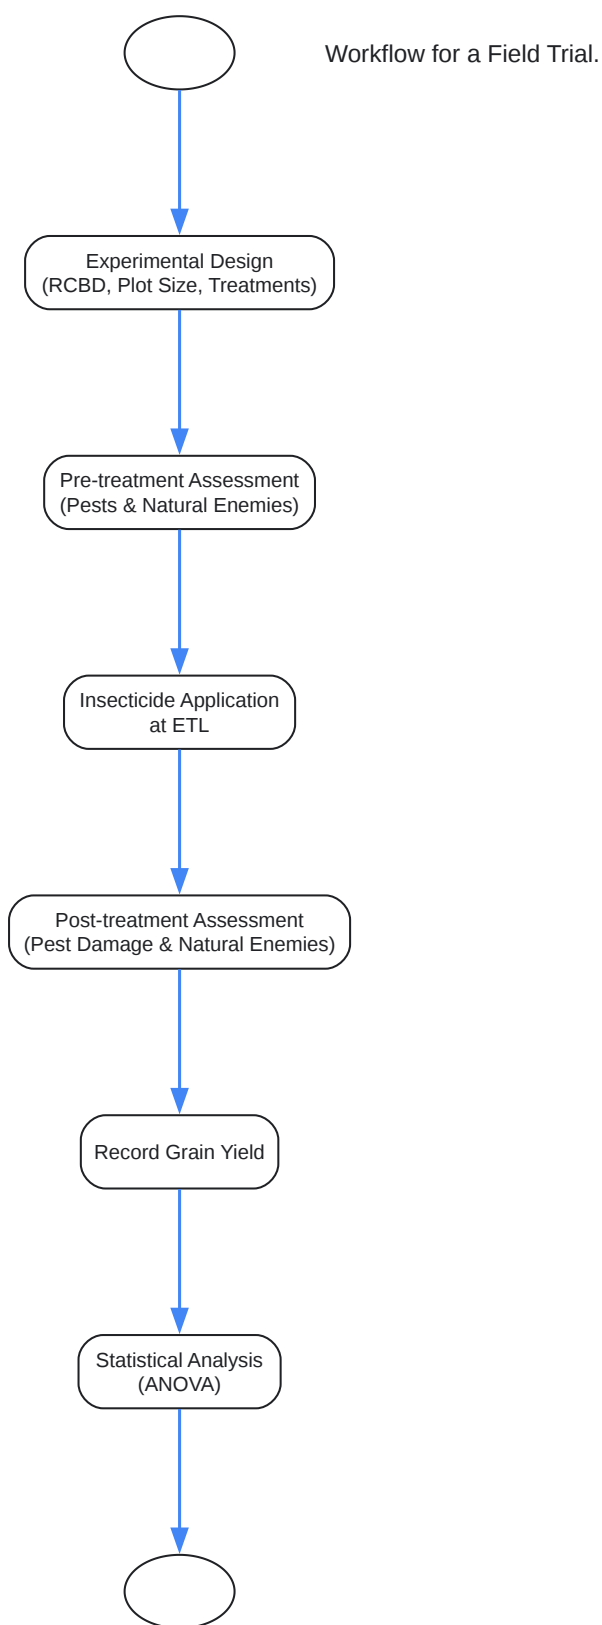 Workflow for a Field Trial.
Experimental Design
(RCBD, Plot Size, Treatments)
Pre-treatment Assessment
(Pests & Natural Enemies)
Insecticide Application
at ETL
Post-treatment Assessment
(Pest Damage & Natural Enemies)
Record Grain Yield
Statistical Analysis
(ANOVA)